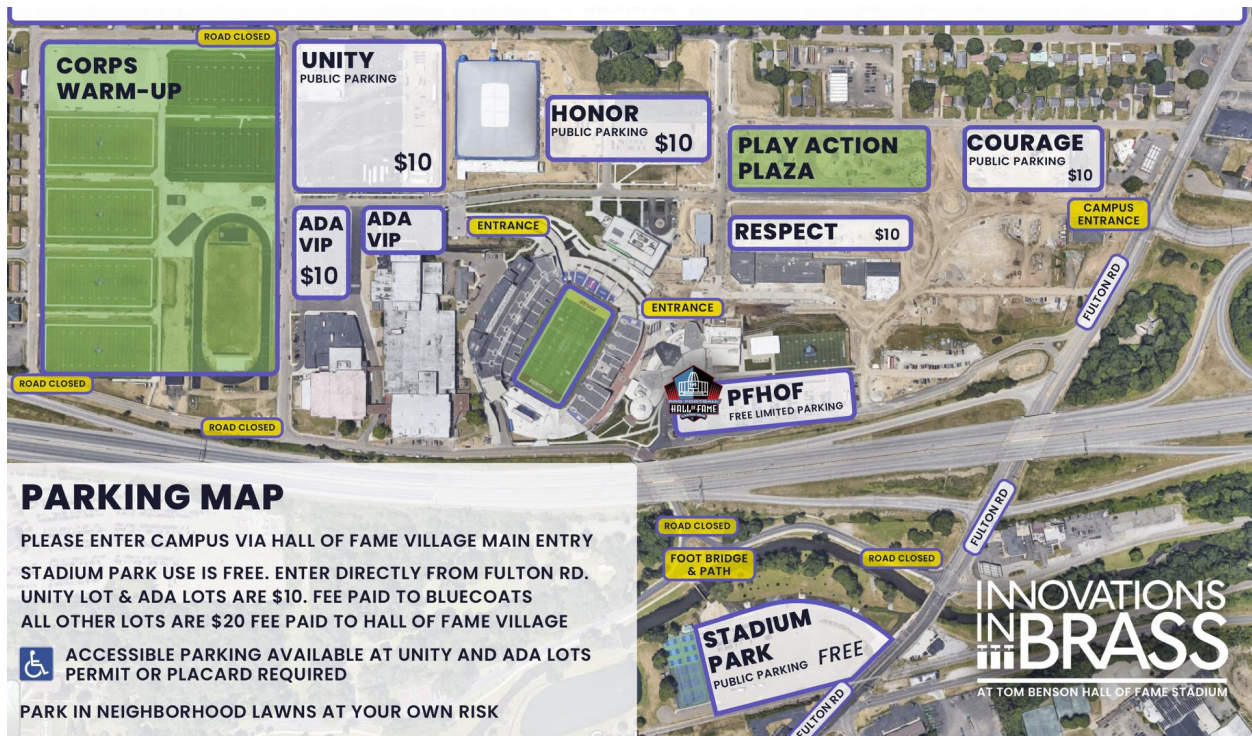 ROAD CLOSED
CORPS
WARM-UP
UNITY
PUBLIC PARKING
$10
HONOR
PUBLIC PARKING
$10
PLAY ACTION
PLAZA
COURAGE
PUBLIC PARKING
$10
ADA
VIP
$10
ADA
VIP
ENTRANCE
RESPECT $10
CAMPUS
ENTRANCE
FULTON RD
ENTRANCE
ROAD CLOSED
ROAD CLOSED
PRO FOOTBALL
HALL OF FAME
PFHOF
FREE LIMITED PARKING
PARKING MAP
PLEASE ENTER CAMPUS VIA HALL OF FAME VILLAGE MAIN ENTRY
STADIUM PARK USE IS FREE. ENTER DIRECTLY FROM FULTON RD.
UNITY LOT & ADA LOTS ARE $10. FEE PAID TO BLUECOATS
ALL OTHER LOTS ARE $20 FEE PAID TO HALL OF FAME VILLAGE
ACCESSIBLE PARKING AVAILABLE AT UNITY AND ADA LOTS
PERMIT OR PLACARD REQUIRED
PARK IN NEIGHBORHOOD LAWNS AT YOUR OWN RISK
FULTON RD
ROAD CLOSED
FOOT BRIDGE
& PATH
ROAD CLOSED
STADIUM
PARK
PUBLIC PARKING
FREE
FULTON RD
INNOVATIONS
IN BRASS
AT TOM BENSON HALL OF FAME STADIUM